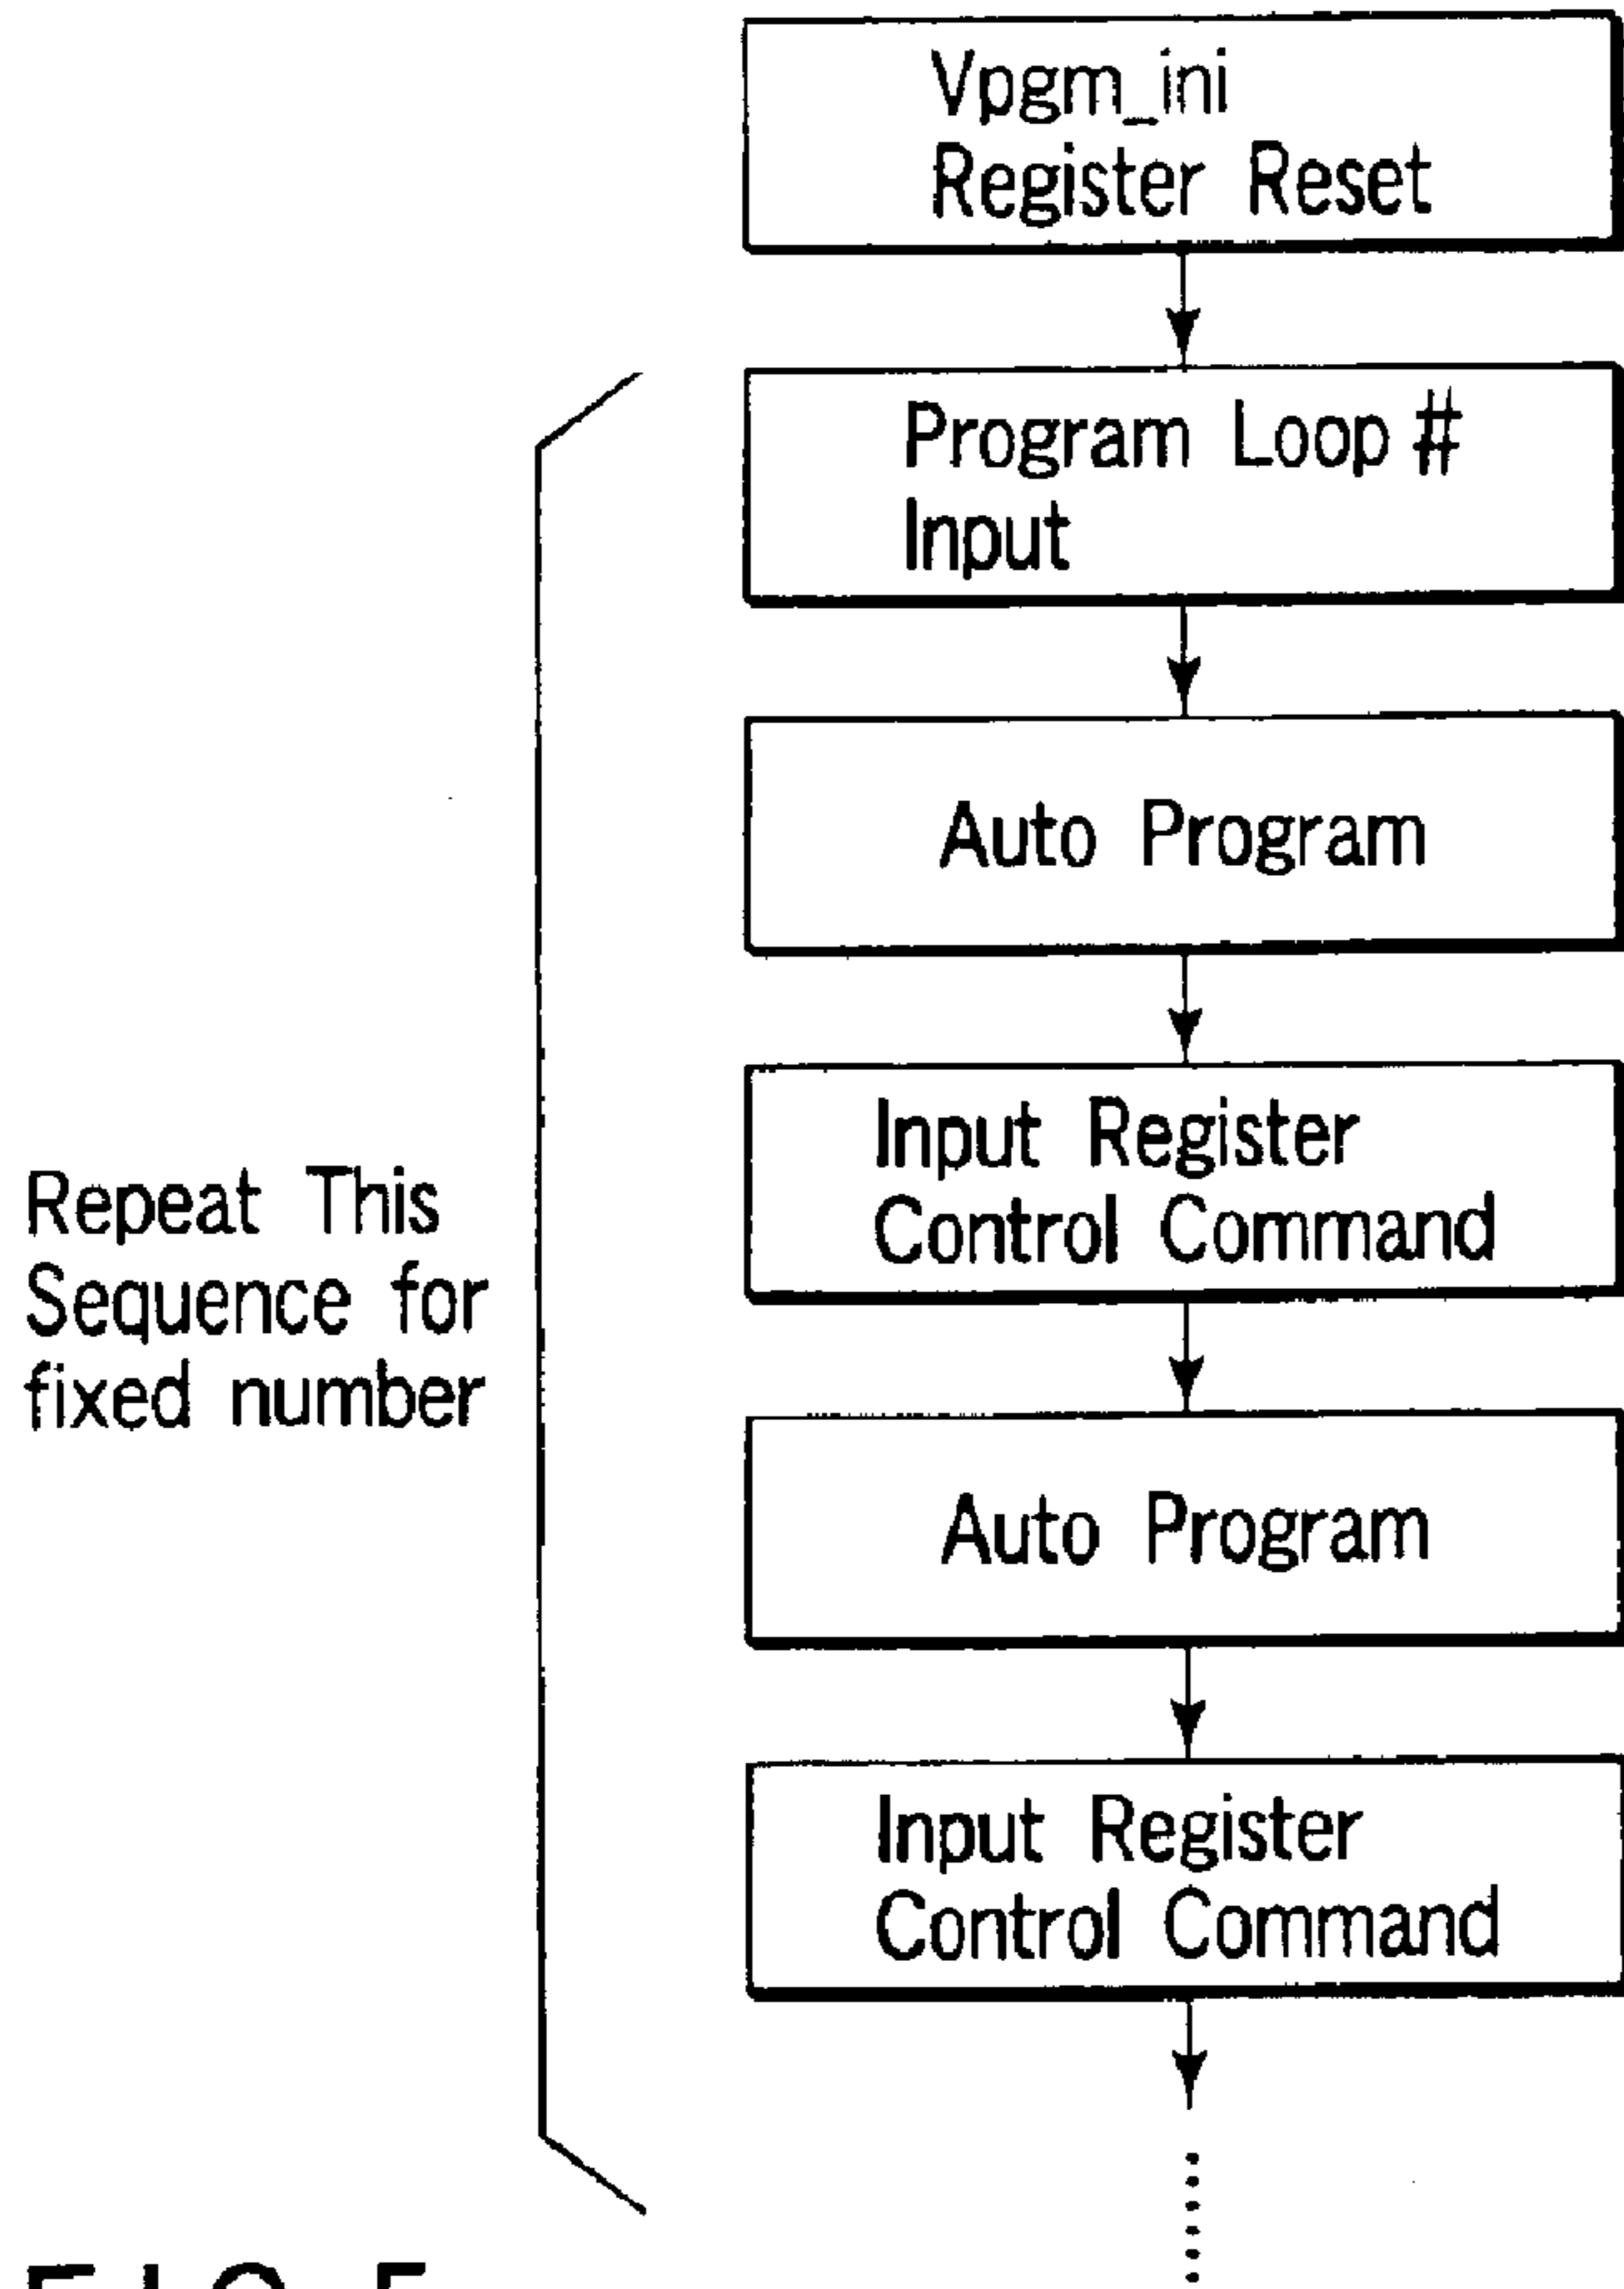 Vpgm_ini
Register Reset
Program Loop #
Input
Auto Program
Input Register
Control Command
Repeat This
Sequence for
fixed number
Auto Program
Input Register
Control Command